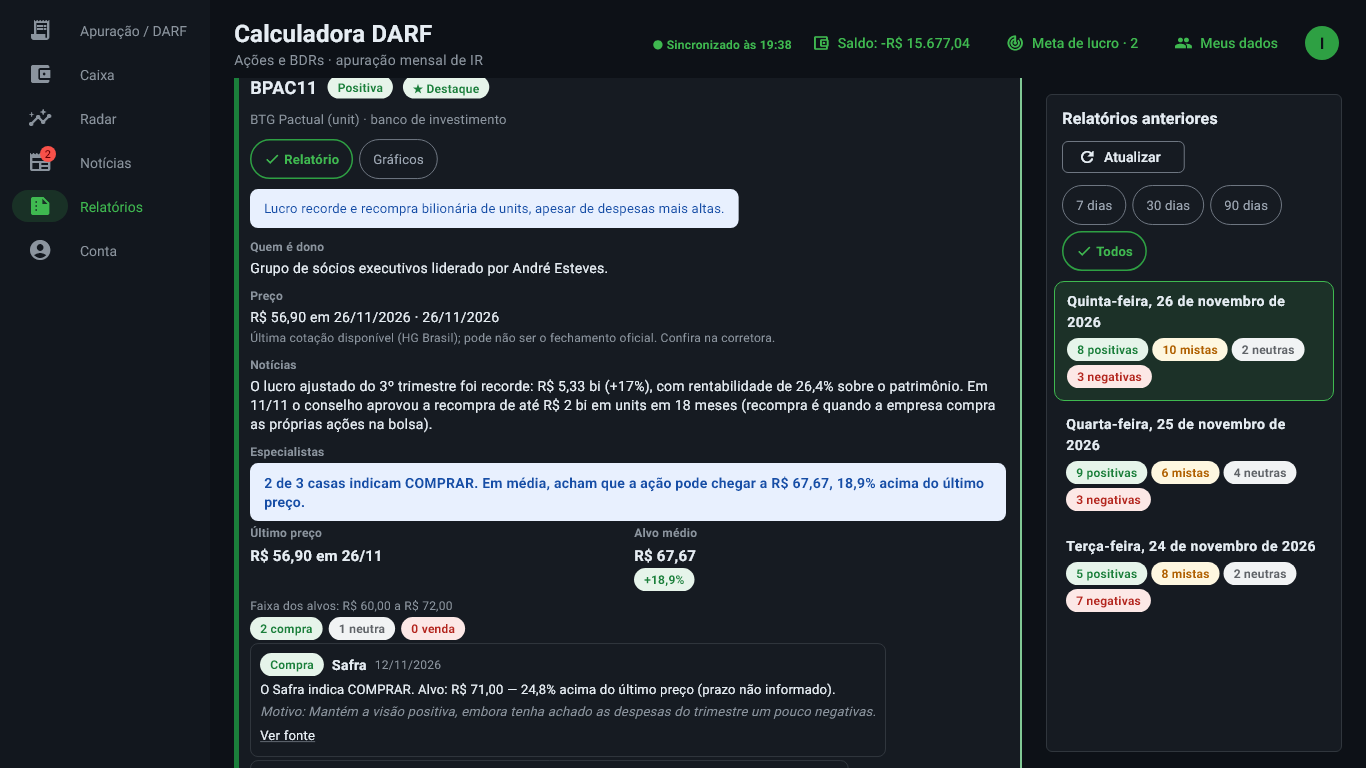 Apuração / DARF
Caixa
Radar
2
Notícias
Relatórios
Conta
Calculadora DARF
Ações e BDRs · apuração mensal de IR
Sincronizado às 19:38
Saldo: -R$ 15.677,04
Meta de lucro · 2
Meus dados
I
BPAC11
Positiva
★ Destaque
BTG Pactual (unit) · banco de investimento
Relatório
Gráficos
Lucro recorde e recompra bilionária de units, apesar de despesas mais altas.
Quem é dono
Grupo de sócios executivos liderado por André Esteves.
Preço
R$ 56,90 em 26/11/2026 · 26/11/2026
Última cotação disponível (HG Brasil); pode não ser o fechamento oficial. Confira na corretora.
Notícias
O lucro ajustado do 3º trimestre foi recorde: R$ 5,33 bi (+17%), com rentabilidade de 26,4% sobre o patrimônio. Em
11/11 o conselho aprovou a recompra de até R$ 2 bi em units em 18 meses (recompra é quando a empresa compra
as próprias ações na bolsa).
Especialistas
2 de 3 casas indicam COMPRAR. Em média, acham que a ação pode chegar a R$ 67,67, 18,9% acima do último
preço.
Último preço
R$ 56,90 em 26/11
Alvo médio
R$ 67,67
+18,9%
Faixa dos alvos: R$ 60,00 a R$ 72,00
2 compra
1 neutra
0 venda
Compra
Safra
12/11/2026
O Safra indica COMPRAR. Alvo: R$ 71,00 — 24,8% acima do último preço (prazo não informado).
Motivo: Mantém a visão positiva, embora tenha achado as despesas do trimestre um pouco negativas.
Ver fonte
Relatórios anteriores
Atualizar
7 dias
30 dias
90 dias
Todos
Quinta-feira, 26 de novembro de
2026
8 positivas
10 mistas
2 neutras
3 negativas
Quarta-feira, 25 de novembro de
2026
9 positivas
6 mistas
4 neutras
3 negativas
Terça-feira, 24 de novembro de 2026
5 positivas
8 mistas
2 neutras
7 negativas